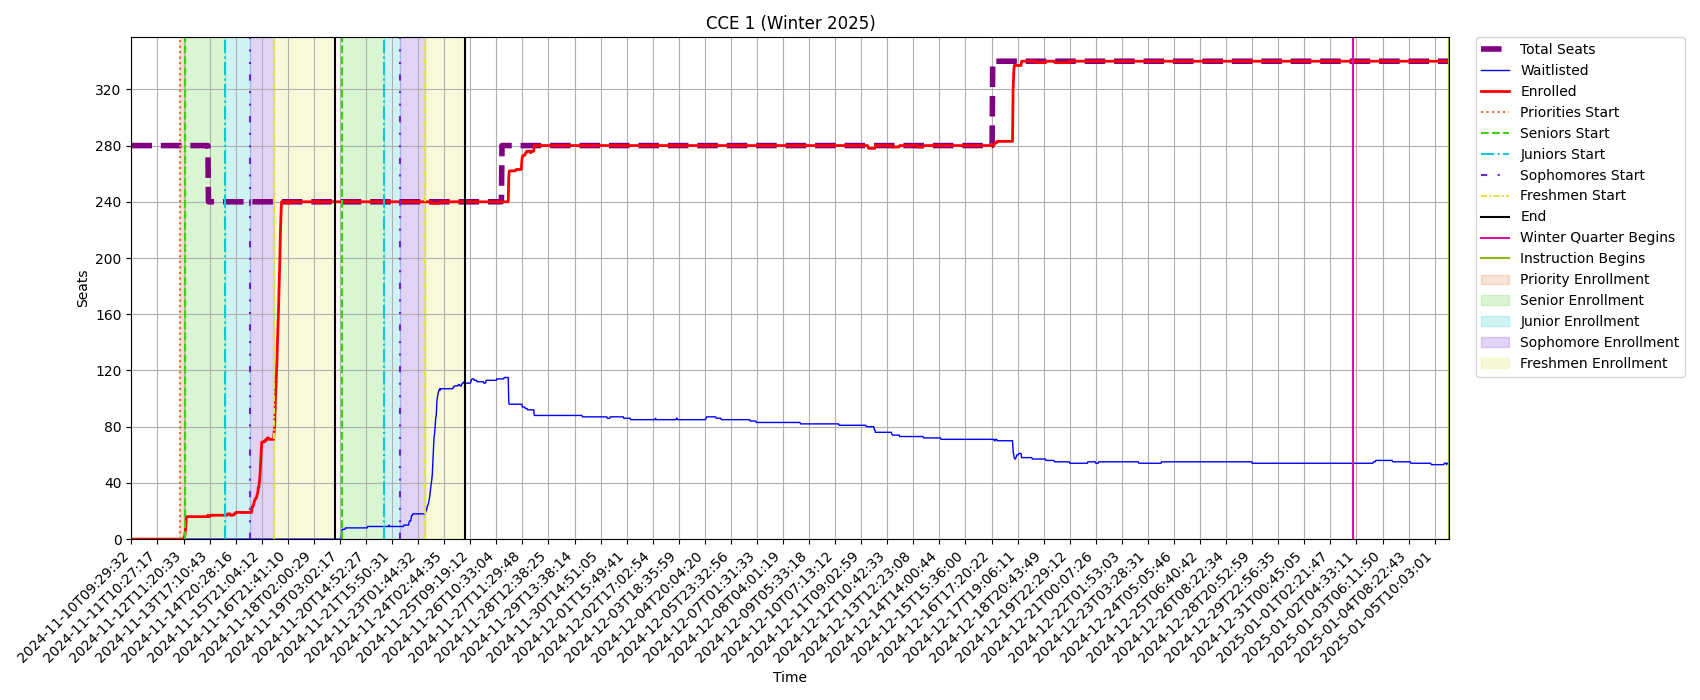 CCE 1 (Winter 2025)
Seats
320
280
240
200
160
120
80
40
0
2024-11-10T09:29:32
2024-11-11T10:27:17
2024-11-12T11:20:33
2024-11-13T17:10:43
2024-11-14T20:28:16
2024-11-15T21:04:12
2024-11-16T21:41:10
2024-11-18T02:00:29
2024-11-19T03:02:17
2024-11-20T14:52:27
2024-11-21T15:50:31
2024-11-24T02:44:32
2024-11-25T02:44:35
2024-11-25T09:19:12
2024-11-26T10:33:04
2024-11-27T11:29:48
2024-11-28T12:38:25
2024-11-29T13:38:14
2024-11-30T14:51:05
2024-12-01T15:49:41
2024-12-02T17:02:54
2024-12-03T18:35:59
2024-12-04T20:04:20
2024-12-05T23:32:56
2024-12-07T01:31:33
2024-12-08T04:01:19
2024-12-09T05:33:18
2024-12-10T07:13:12
2024-12-11T09:02:59
2024-12-12T10:42:33
2024-12-13T12:23:08
2024-12-14T14:00:44
2024-12-15T15:36:00
2024-12-16T17:20:22
2024-12-17T19:06:11
2024-12-18T20:43:49
2024-12-19T22:29:12
2024-12-21T00:07:26
2024-12-22T01:53:03
2024-12-23T03:28:31
2024-12-24T05:05:46
2024-12-25T06:40:42
2024-12-26T08:22:34
2024-12-28T20:52:59
2024-12-29T22:56:35
2024-12-31T00:45:05
2025-01-01T02:21:47
2025-01-02T04:33:11
2025-01-03T06:11:50
2025-01-04T08:22:43
2025-01-05T10:03:01
Time
Total Seats
Waitlisted
Enrolled
Priorities Start
Seniors Start
Juniors Start
Sophomores Start
Freshmen Start
End
Winter Quarter Begins
Instruction Begins
Priority Enrollment
Senior Enrollment
Junior Enrollment
Sophomore Enrollment
Freshmen Enrollment